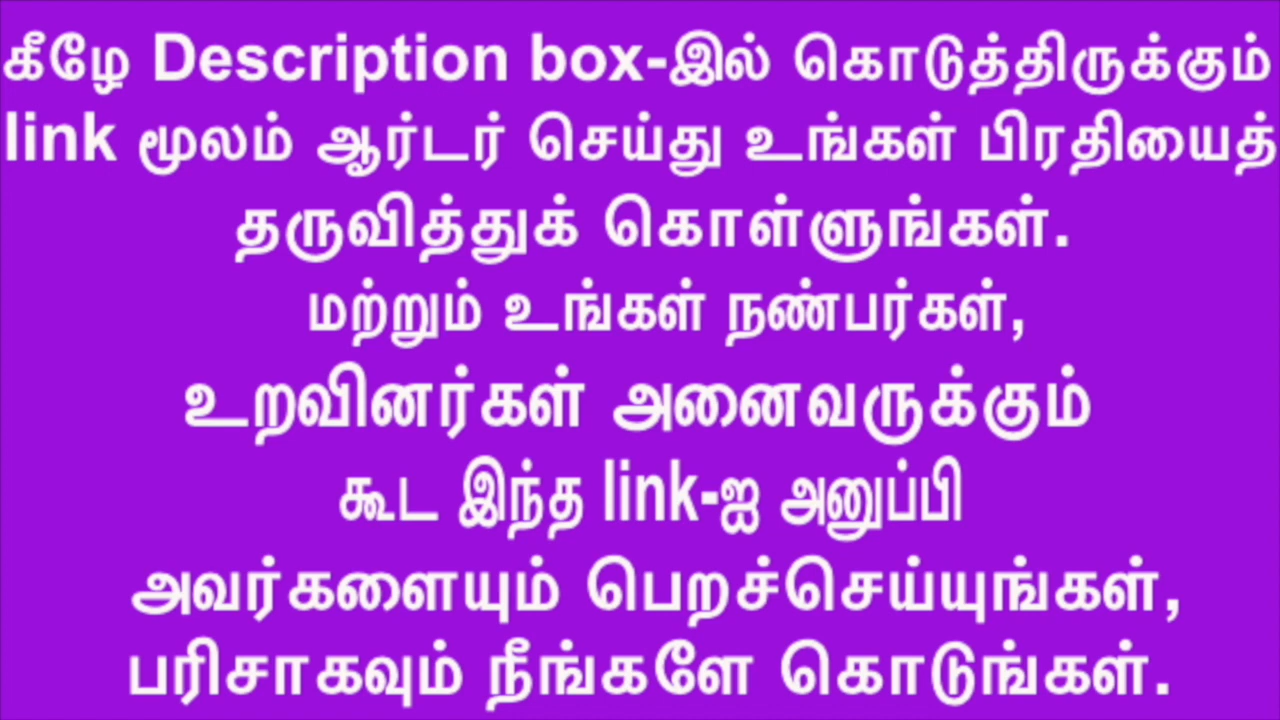 கீழே Description box-இல் கொடுத்திருக்கும்
link மூலம் ஆர்டர் செய்து உங்கள் பிரதியைத்
தருவித்துக் கொள்ளுங்கள்.
மற்றும் உங்கள் நண்பர்கள்,
உறவினர்கள் அனைவருக்கும்
கூட இந்த link-ஐ அனுப்பி
அவர்களையும் பெறச்செய்யுங்கள்,
பரிசாகவும் நீங்களே கொடுங்கள்.